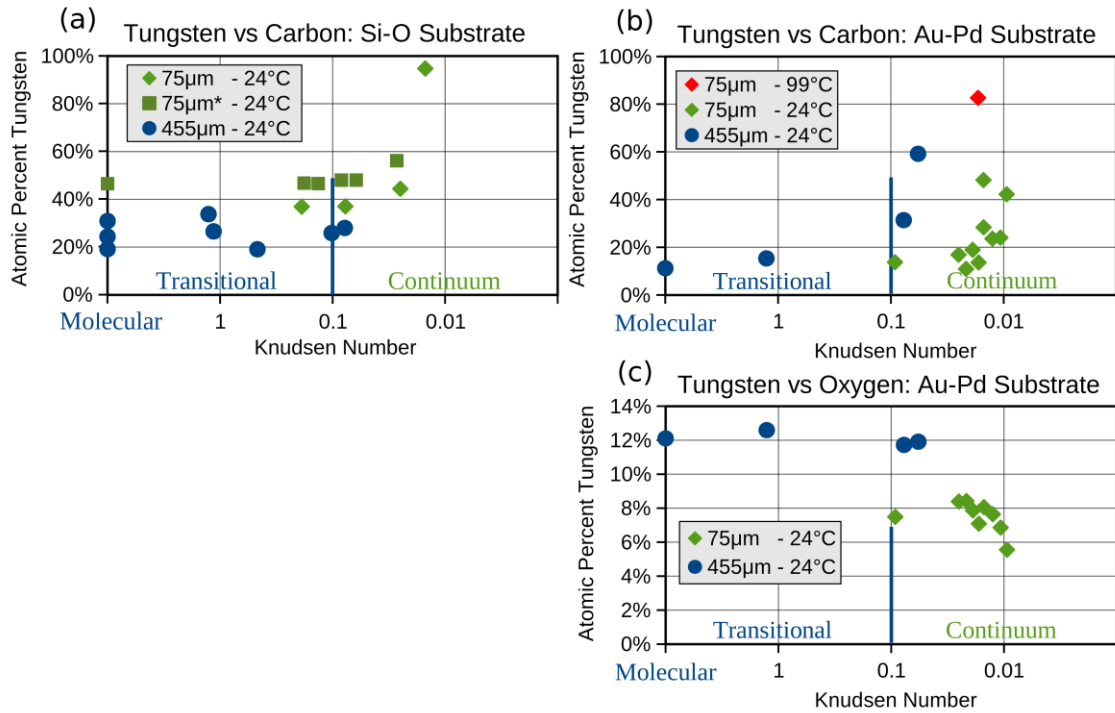 (a)
Tungsten vs Carbon: Si-O Substrate
Atomic Percent Tungsten
100%
80%
60%
40%
20%
0%
75µm - 24°C
75µm* - 24°C
455µm - 24°C
Transitional
Continuum
Molecular
1
0.1
0.01
Knudsen Number
(b)
Tungsten vs Carbon: Au-Pd Substrate
Atomic Percent Tungsten
100%
80%
60%
40%
20%
0%
75µm - 99°C
75µm - 24°C
455µm - 24°C
Transitional
Continuum
Molecular
1
0.1
0.01
Knudsen Number
(c)
Tungsten vs Oxygen: Au-Pd Substrate
Atomic Percent Tungsten
14%
12%
10%
8%
6%
4%
2%
0%
75µm - 24°C
455µm - 24°C
Transitional
Continuum
Molecular
1
0.1
0.01
Knudsen Number